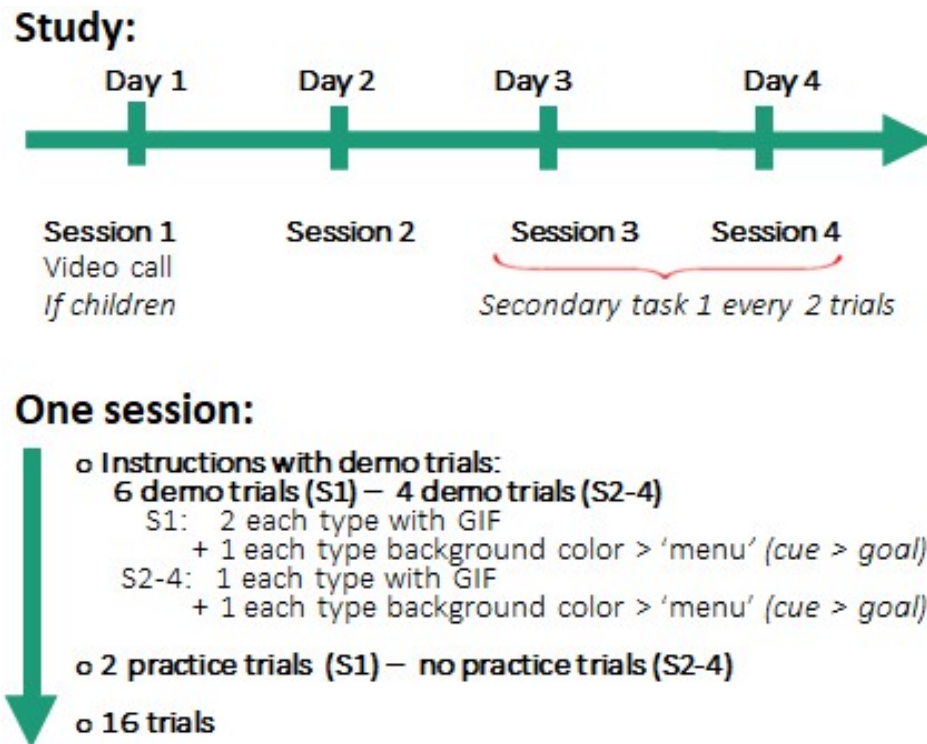 Study:
Day 1 Day 2 Day 3 Day 4
Session 1 Session 2 Session 3 Session 4
Video call
If children Secondary task 1 every 2 trials
One session:
o Instructions with demo trials:
6 demo trials (S1) – 4 demo trials (S2-4)
S1: 2 each type with GIF
+ 1 each type background color > ‘menu’ (cue > goal)
S2-4: 1 each type with GIF
+ 1 each type background color > ‘menu’ (cue > goal)
o 2 practice trials (S1) – no practice trials (S2-4)
o 16 trials